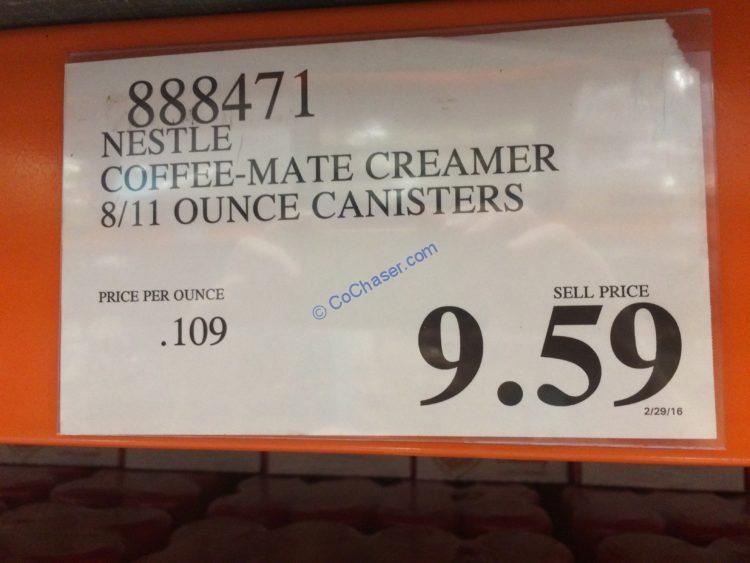 888471
NESTLE
COFFEE-MATE CREAMER
8/11 OUNCE CANISTERS
© CoChaser.com
PRICE PER OUNCE
.109
SELL PRICE
9.59
2/29/16